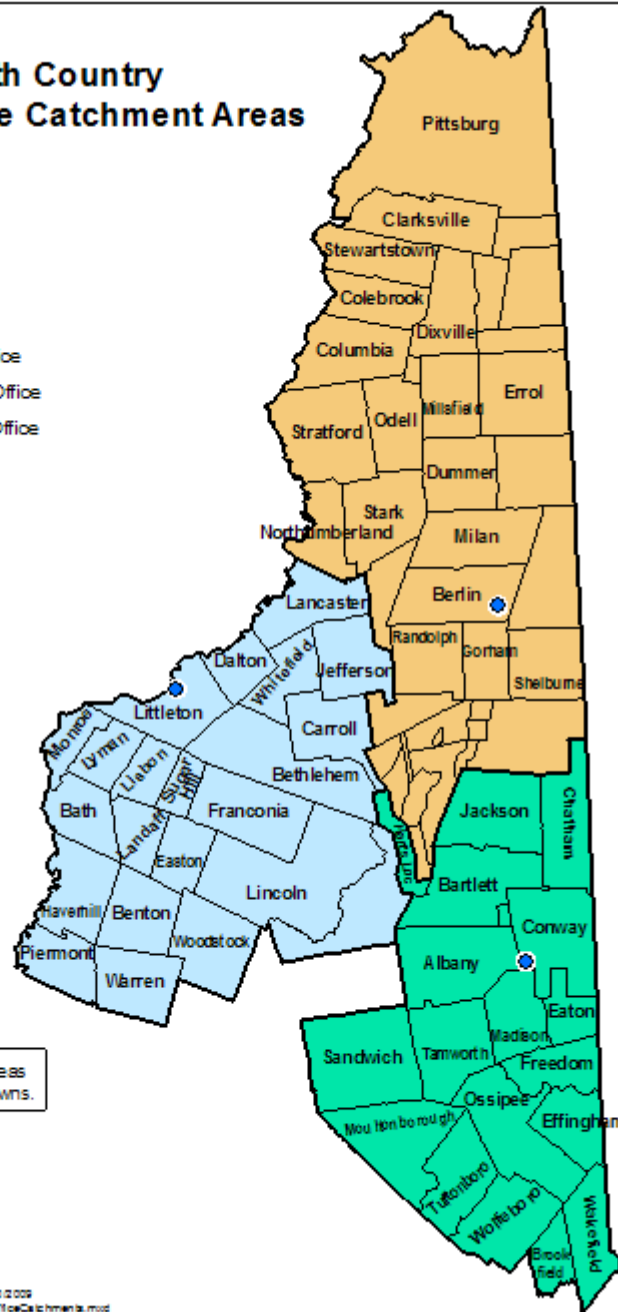 th Country
e Catchment Areas
ice
Office
Office
Pittsburg
Clarksville
Stewartstown
Colebrook
Dixville
Columbia
Errol
Millsfield
Odell
Stratford
Dummer
Stark
Northumberland
Milan
Berlin
Lancaster
Randolph
Gorham
Dalton
Whitefield
Jefferson
Shelburne
Littleton
Monroe
Carroll
Lyman
Lisbon
Sugar
Hill
Bethlehem
Bath
Franconia
Jackson
Chatham
Landaff
Easton
Bartlett
Lincoln
Haverhill
Benton
Conway
Woodstock
Piermont
Albany
Warren
Eaton
Madison
Sandwich
Tamworth
Freedom
eas
wns.
Ossipee
Moultonborough
Effingham
Tuftonboro
Wolfeboro
Wakefield
Brook
field